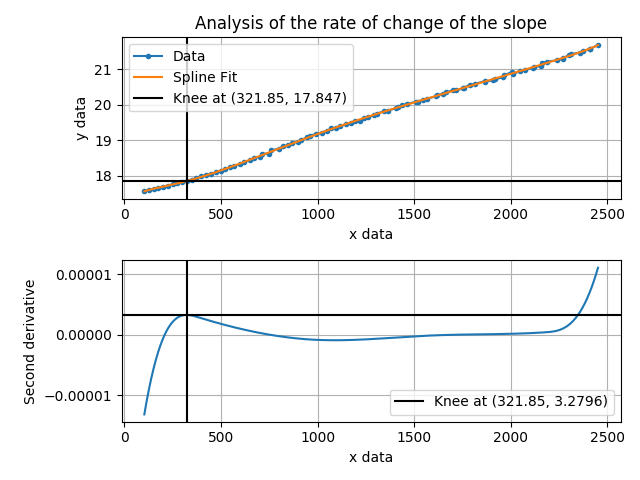 Analysis of the rate of change of the slope
Data
Spline Fit
Knee at (321.85, 17.847)
y data
21
20
19
18
0 500 1000 1500 2000 2500
x data
Second derivative
0.00001
0.00000
−0.00001
Knee at (321.85, 3.2796)
0 500 1000 1500 2000 2500
x data